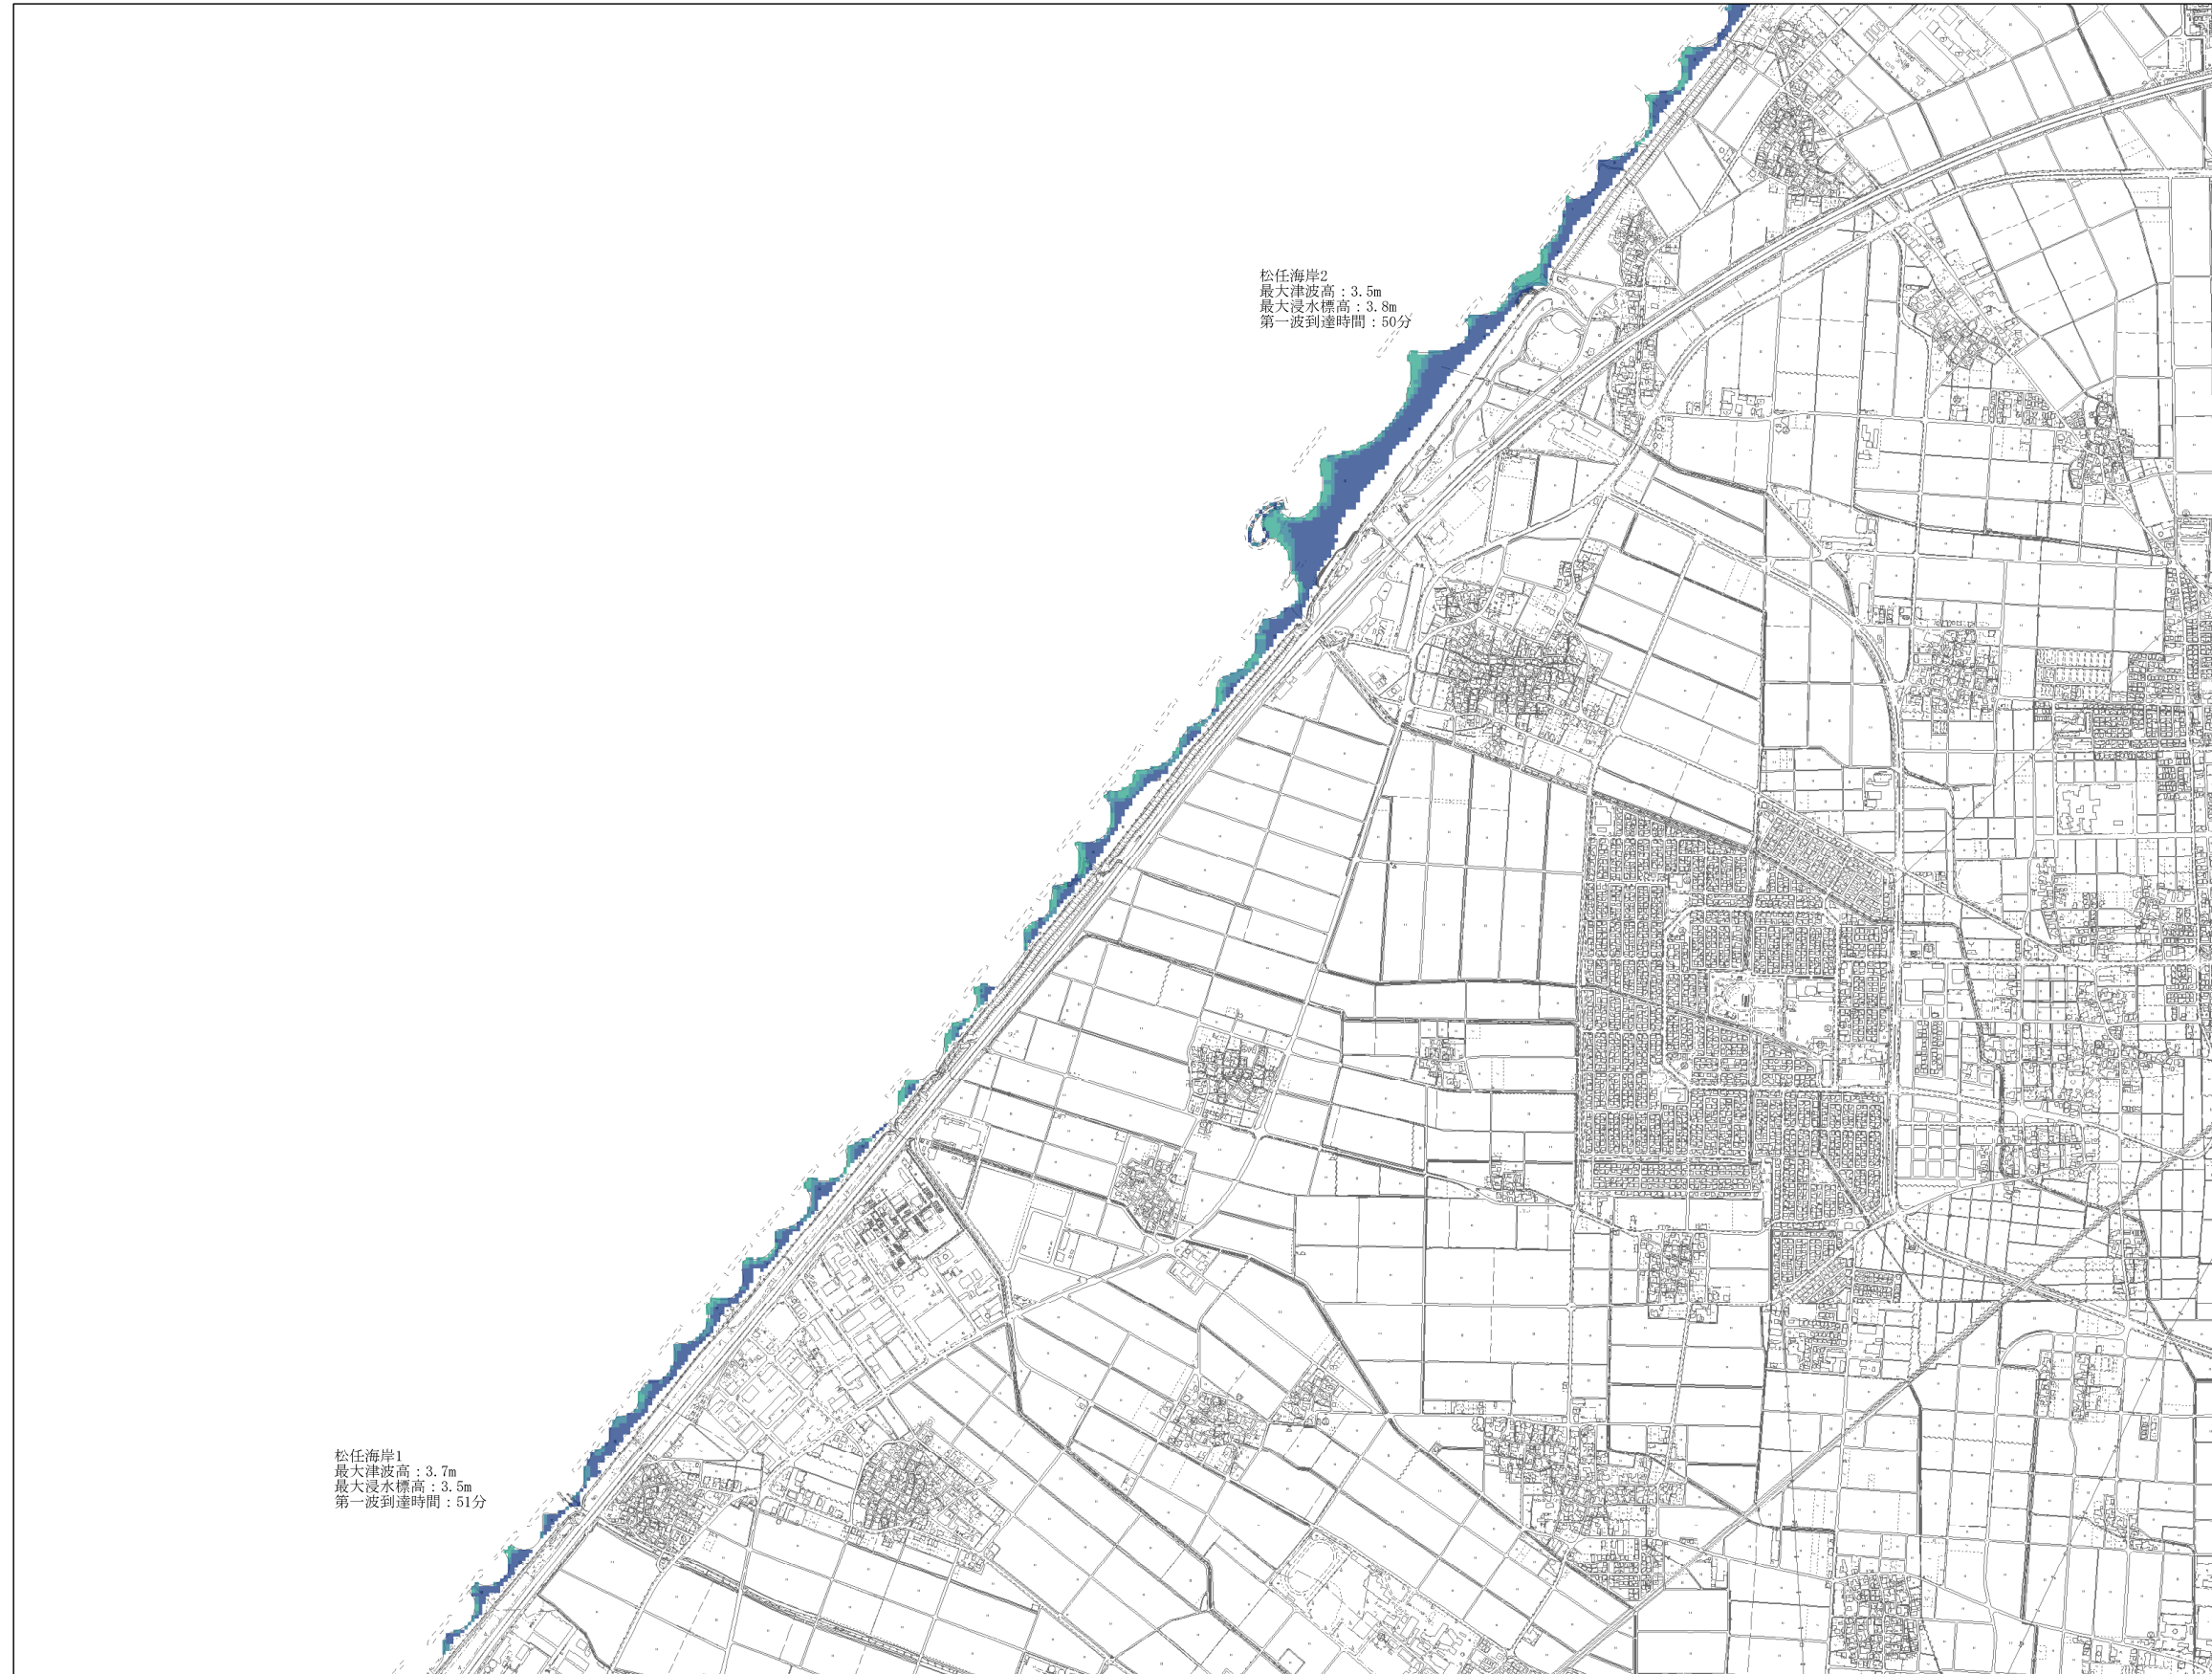 松任海岸2
最大津波高：3.5m
最大浸水標高：3.8m
第一波到達時間：50分
松任海岸1
最大津波高：3.7m
最大浸水標高：3.5m
第一波到達時間：51分